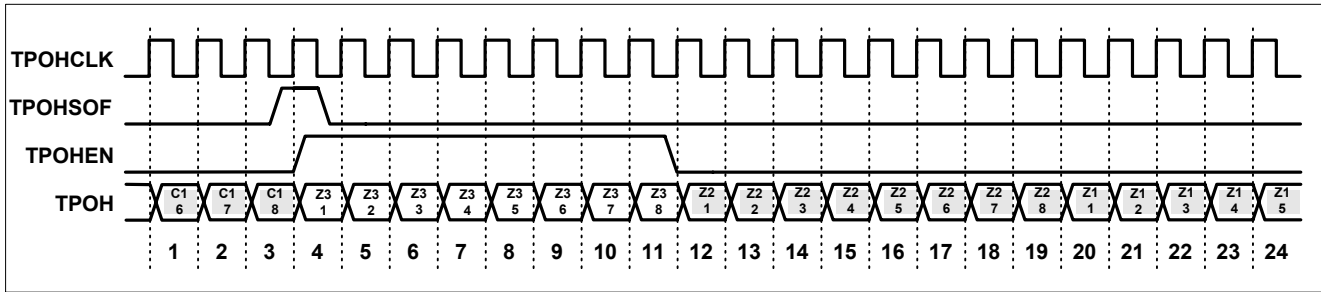 TPOHCLK
TPOHSOF
TPOHEN
TPOH
C1 C1 C1 Z3 Z3 Z3 Z3 Z3 Z3 Z3 Z3 Z2 Z2 Z2 Z2 Z2 Z2 Z2 Z2 Z1 Z1 Z1 Z1 Z1
6 7 8 1 2 3 4 5 6 7 8 1 2 3 4 5 6 7 8 1 2 3 4 5
1 2 3 4 5 6 7 8 9 10 11 12 13 14 15 16 17 18 19 20 21 22 23 24